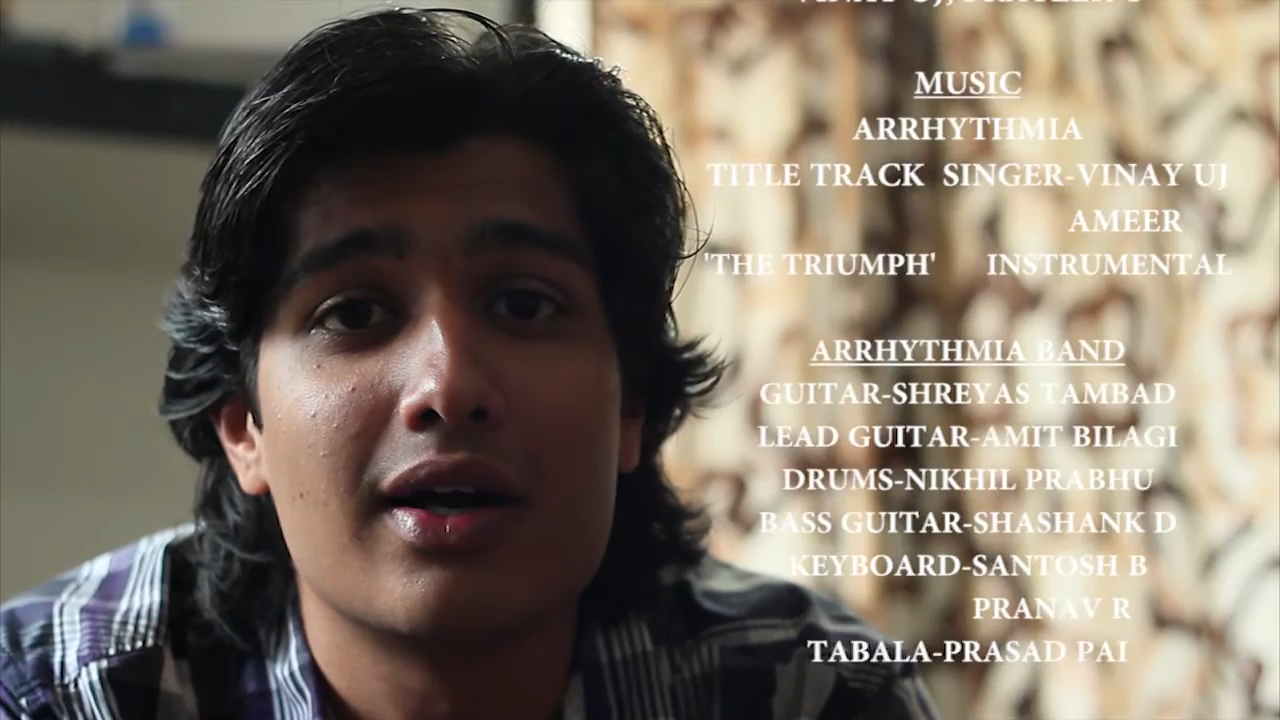 MUSIC
ARRHYTHMIA
TITLE TRACK SINGER-VINAY UJ
AMEER
'THE TRIUMPH' INSTRUMENTAL
ARRHYTHMIA BAND
GUITAR-SHREYAS TAMBAD
LEAD GUITAR-AMIT BILAGI
DRUMS-NIKHIL PRABHU
BASS GUITAR-SHASHANK D
KEYBOARD-SANTOSH B
PRANAV R
TABALA-PRASAD PAI